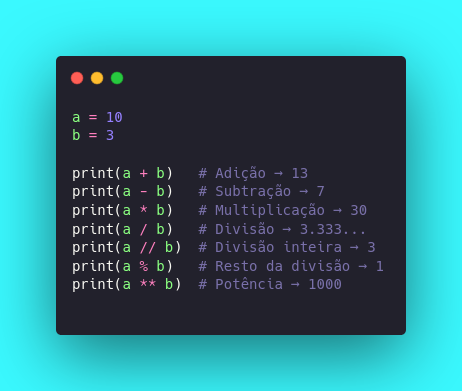 a = 10
b = 3
print(a + b)   # Adição → 13
print(a - b)   # Subtração → 7
print(a * b)   # Multiplicação → 30
print(a / b)   # Divisão → 3.333...
print(a // b)  # Divisão inteira → 3
print(a % b)   # Resto da divisão → 1
print(a ** b)  # Potência → 1000